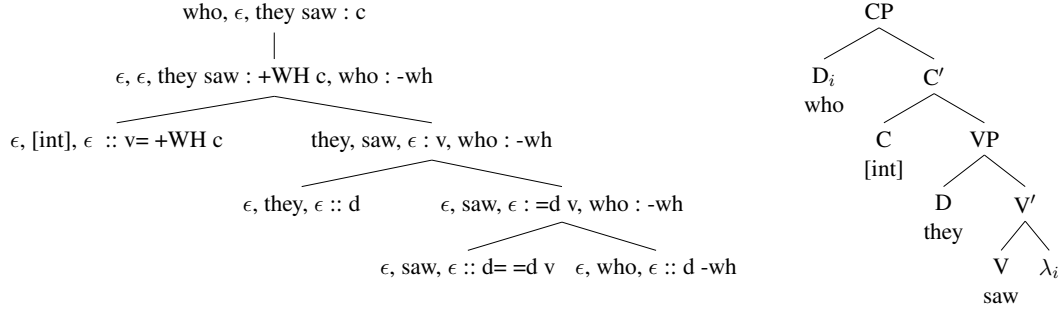 who, ϵ, they saw : c
ϵ, ϵ, they saw : +WH c, who : -wh
ϵ, [int], ϵ :: v= +WH c
they, saw, ϵ : v, who : -wh
ϵ, they, ϵ :: d
ϵ, saw, ϵ : =d v, who : -wh
ϵ, saw, ϵ :: d= =d v
ϵ, who, ϵ :: d -wh
CP
Dᵢ
who
C′
C
[int]
VP
D
they
V′
V
saw
λᵢ